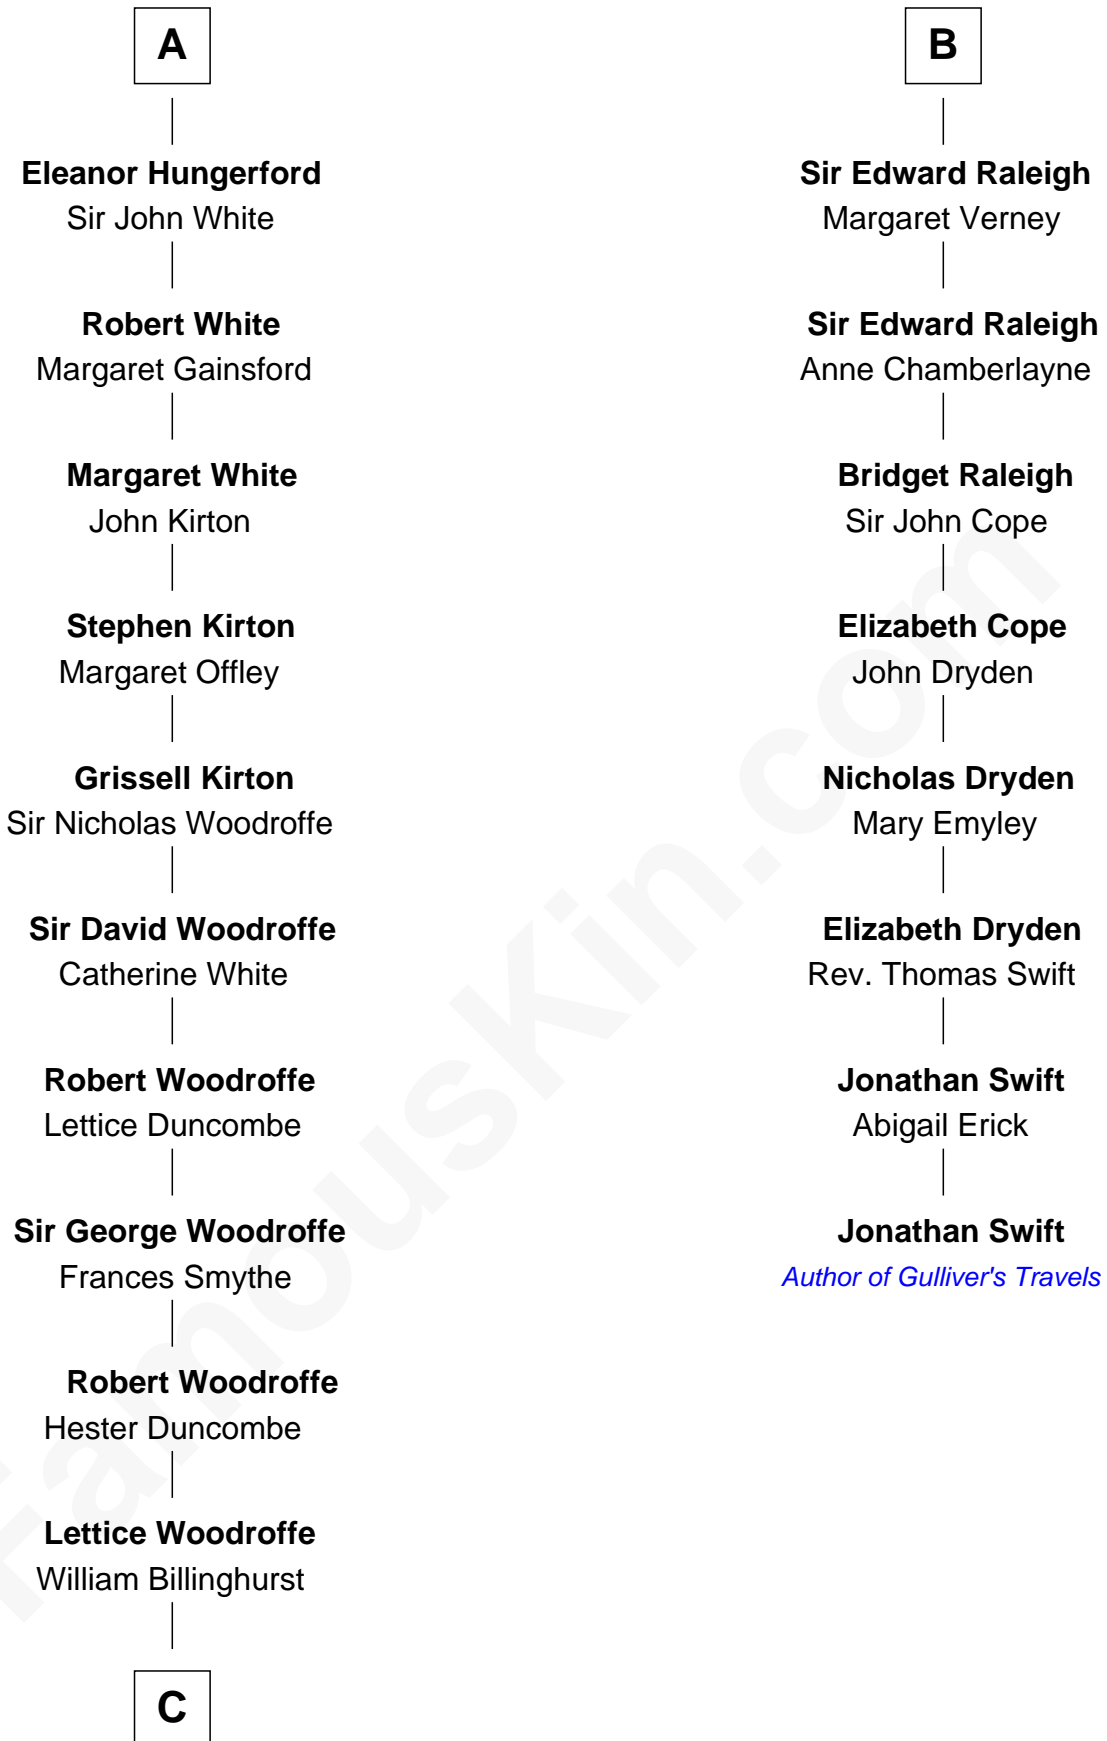 A
Eleanor Hungerford
Sir John White
Robert White
Margaret Gainsford
Margaret White
John Kirton
Stephen Kirton
Margaret Offley
Grissell Kirton
Sir Nicholas Woodroffe
Sir David Woodroffe
Catherine White
Robert Woodroffe
Lettice Duncombe
Sir George Woodroffe
Frances Smythe
Robert Woodroffe
Hester Duncombe
Lettice Woodroffe
William Billinghurst
C
B
Sir Edward Raleigh
Margaret Verney
Sir Edward Raleigh
Anne Chamberlayne
Bridget Raleigh
Sir John Cope
Elizabeth Cope
John Dryden
Nicholas Dryden
Mary Emyley
Elizabeth Dryden
Rev. Thomas Swift
Jonathan Swift
Abigail Erick
Jonathan Swift
Author of Gulliver's Travels
FamousKin.com